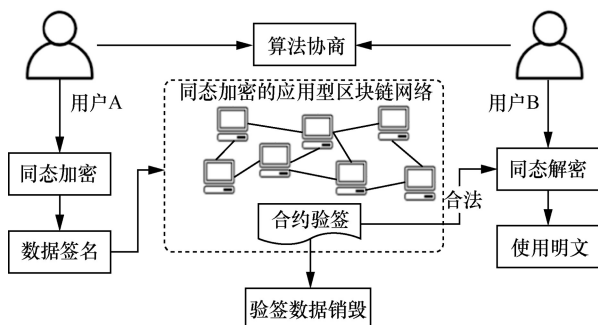 算法协商
用户A
同态加密的应用型区块链网络
用户B
同态加密
同态解密
合法
合约验签
数据签名
使用明文
验签数据销毁